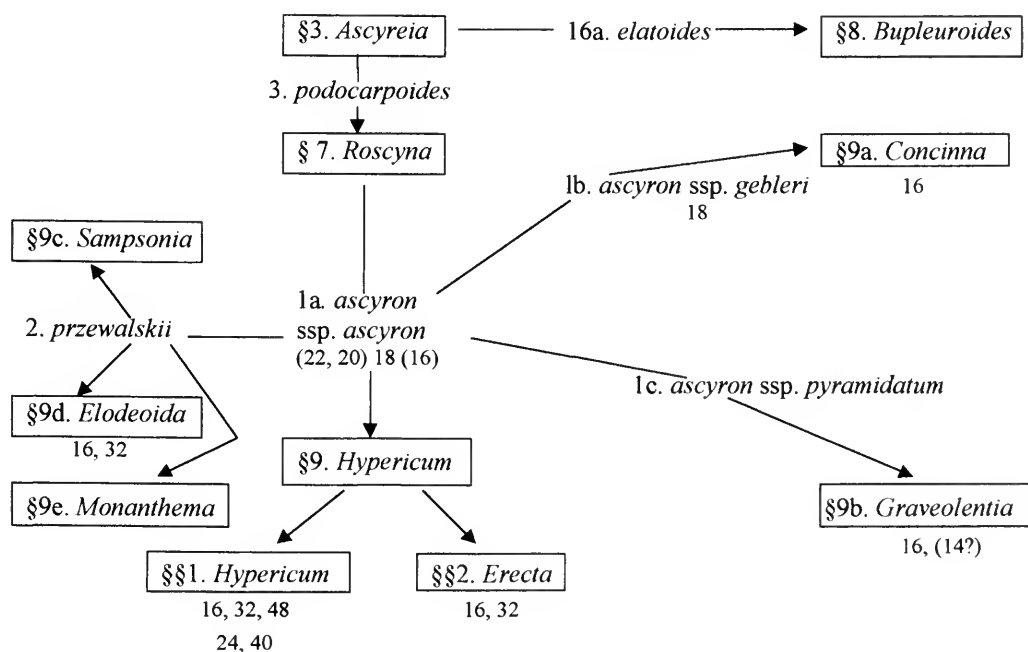 §3. Ascyreia
16a. elatoides
§8. Bupleuroides
3. podocarpoides
§ 7. Roscyna
§9a. Concinna
16
1b. ascyron ssp. gebleri
18
§9c. Sampsonia
1a. ascyron
ssp. ascyron
(22, 20) 18 (16)
2. przewalskii
1c. ascyron ssp. pyramidatum
§9d. Elodeoida
16, 32
§9. Hypericum
§9e. Monanthema
§9b. Graveolentia
16, (14?)
§§1. Hypericum
16, 32, 48
24, 40
§§2. Erecta
16, 32